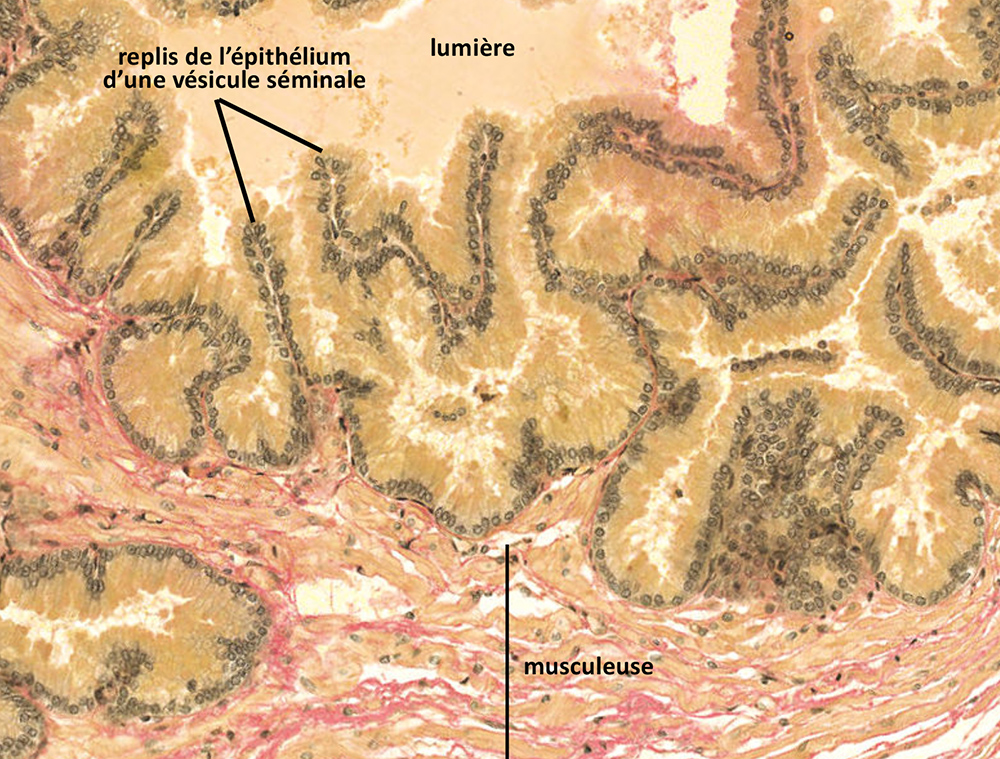 replis de l’épithélium
d’une vésicule séminale
lumière
musculeuse